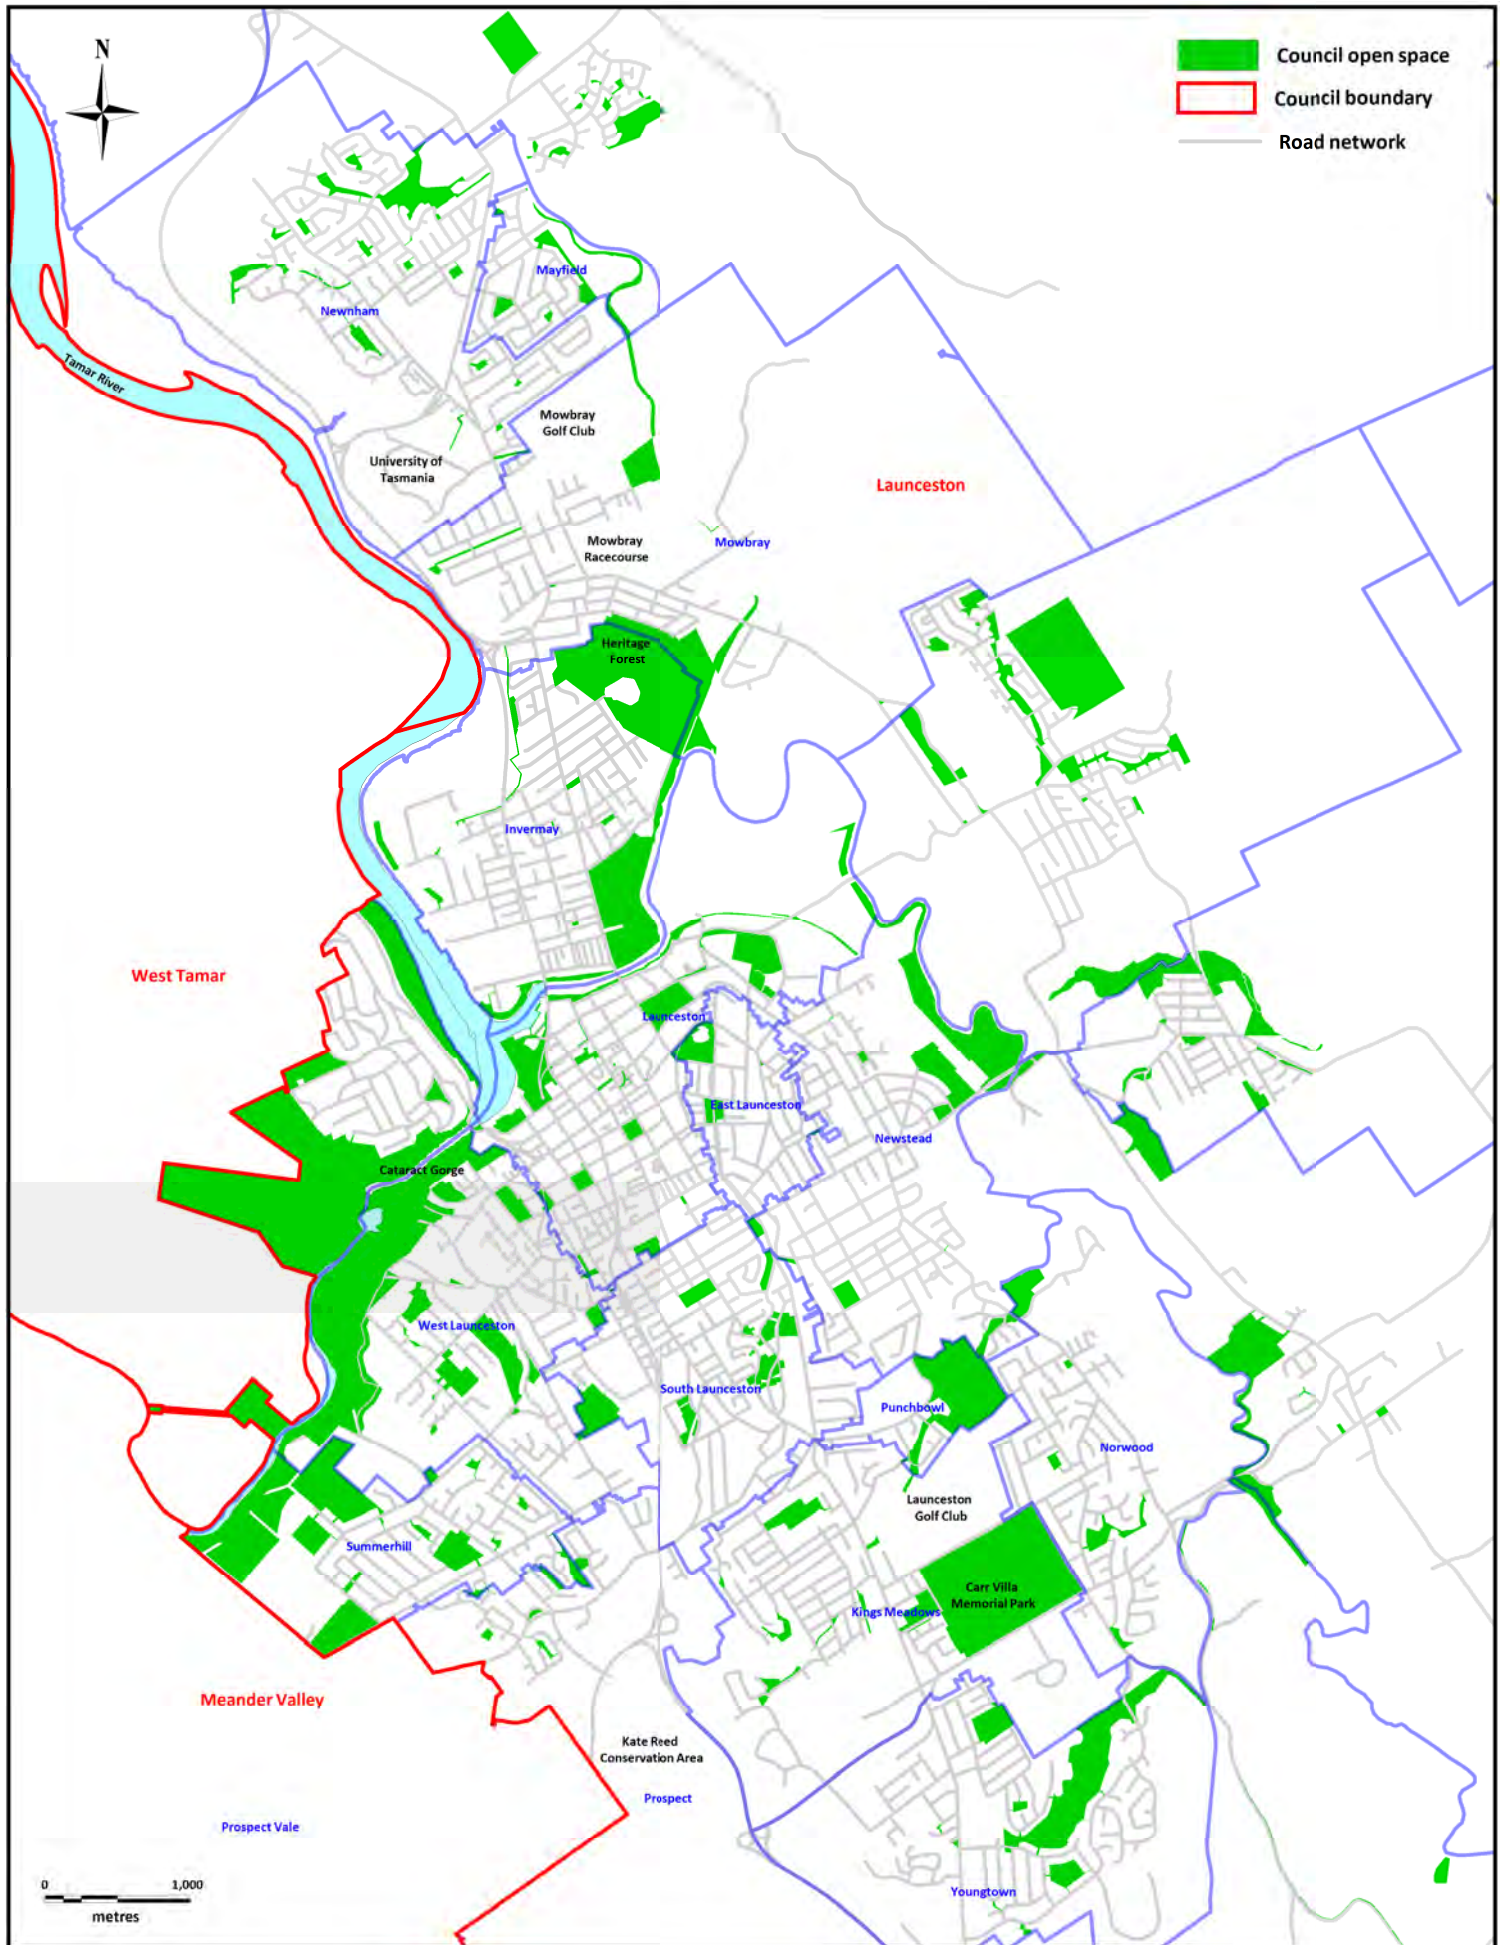 N
Council open space
Council boundary
Road network
Mayfield
Newnham
Tamar River
Mowbray
Golf Club
University of
Tasmania
Launceston
Mowbray
Racecourse
Mowbray
Heritage
Forest
Invermay
West Tamar
Launceston
East Launceston
Newstead
Cataract Gorge
West Launceston
South Launceston
Punchbowl
Norwood
Launceston
Golf Club
Summerhill
Carr Villa
Memorial Park
Kings Meadows
Meander Valley
Kate Reed
Conservation Area
Prospect
Prospect Vale
0 1,000
metres
Youngtown